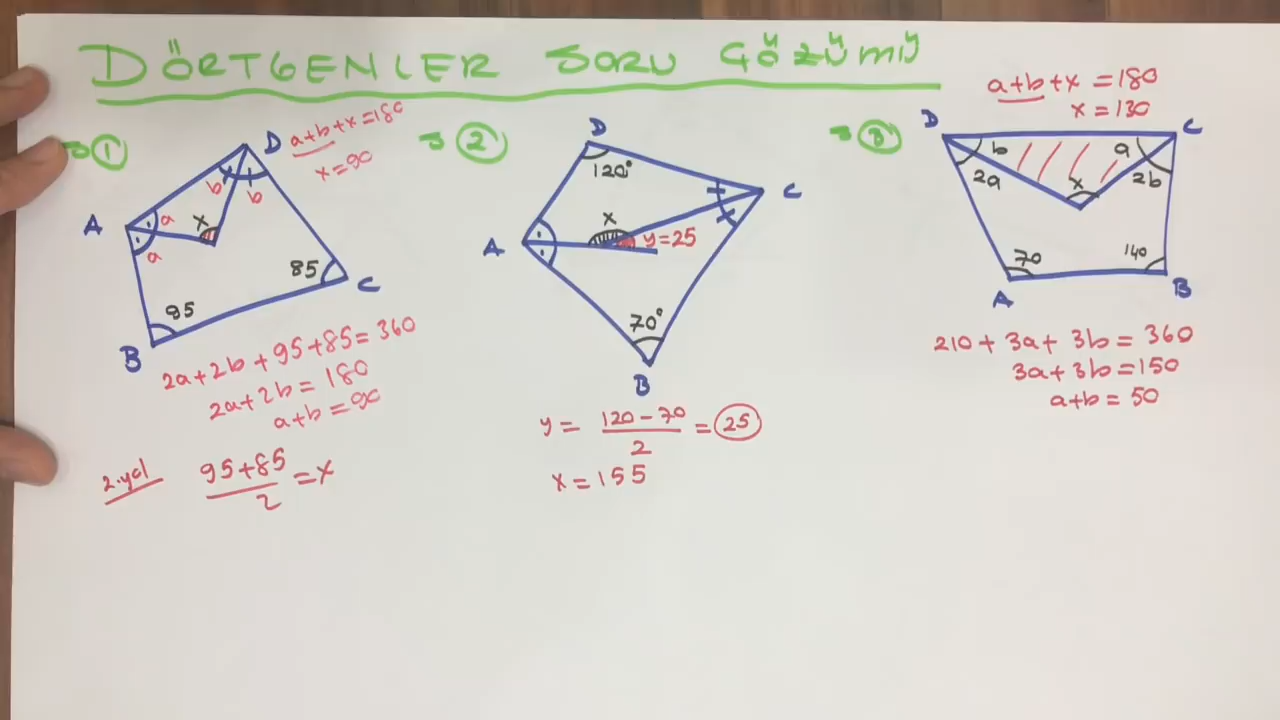 DÖRTGENLER SORU ÇÖZÜMÜ
1
A
B
C
D
a
a
b
b
x
95
85
a+b+x=180
x=90
2a+2b+95+85=360
2a+2b=180
a+b=90
2.yol 95+85/2=x
2
D
120°
C
x
A
y=25
70°
B
y= 120-70/2 = 25
x=155
3
a+b+x=180
x=130
D
C
b
a
2a
x
2b
70
140
A
B
210+3a+3b=360
3a+3b=150
a+b=50